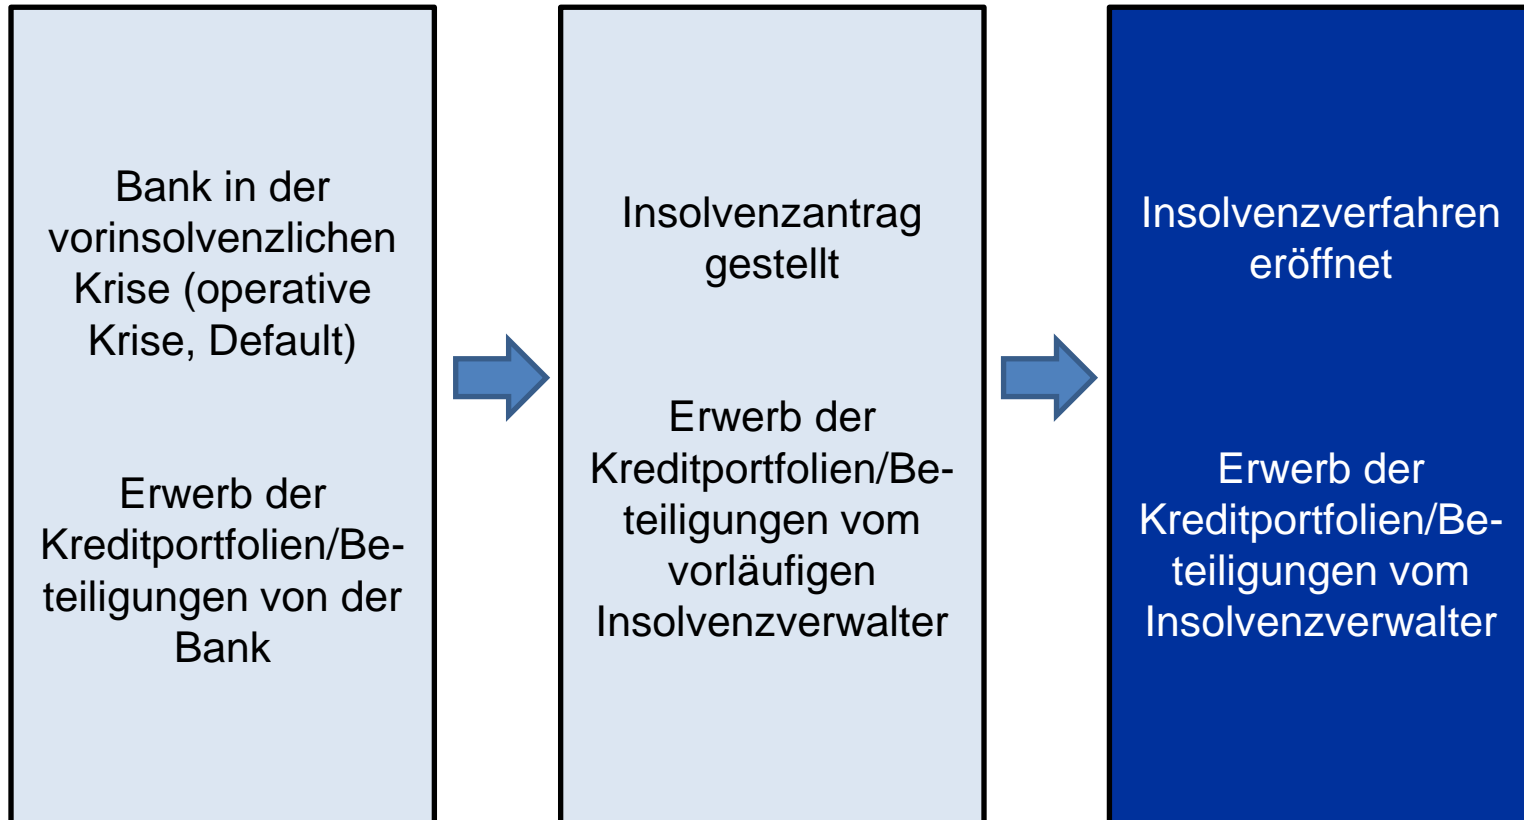 Bank in der
vorinsolvenzlichen
Krise (operative
Krise, Default)
Erwerb der
Kreditportfolien/Be-
teiligungen von der
Bank
Insolvenzantrag
gestellt
Erwerb der
Kreditportfolien/Be-
teiligungen vom
vorläufigen
Insolvenzverwalter
Insolvenzverfahren
eröffnet
Erwerb der
Kreditportfolien/Be-
teiligungen vom
Insolvenzverwalter